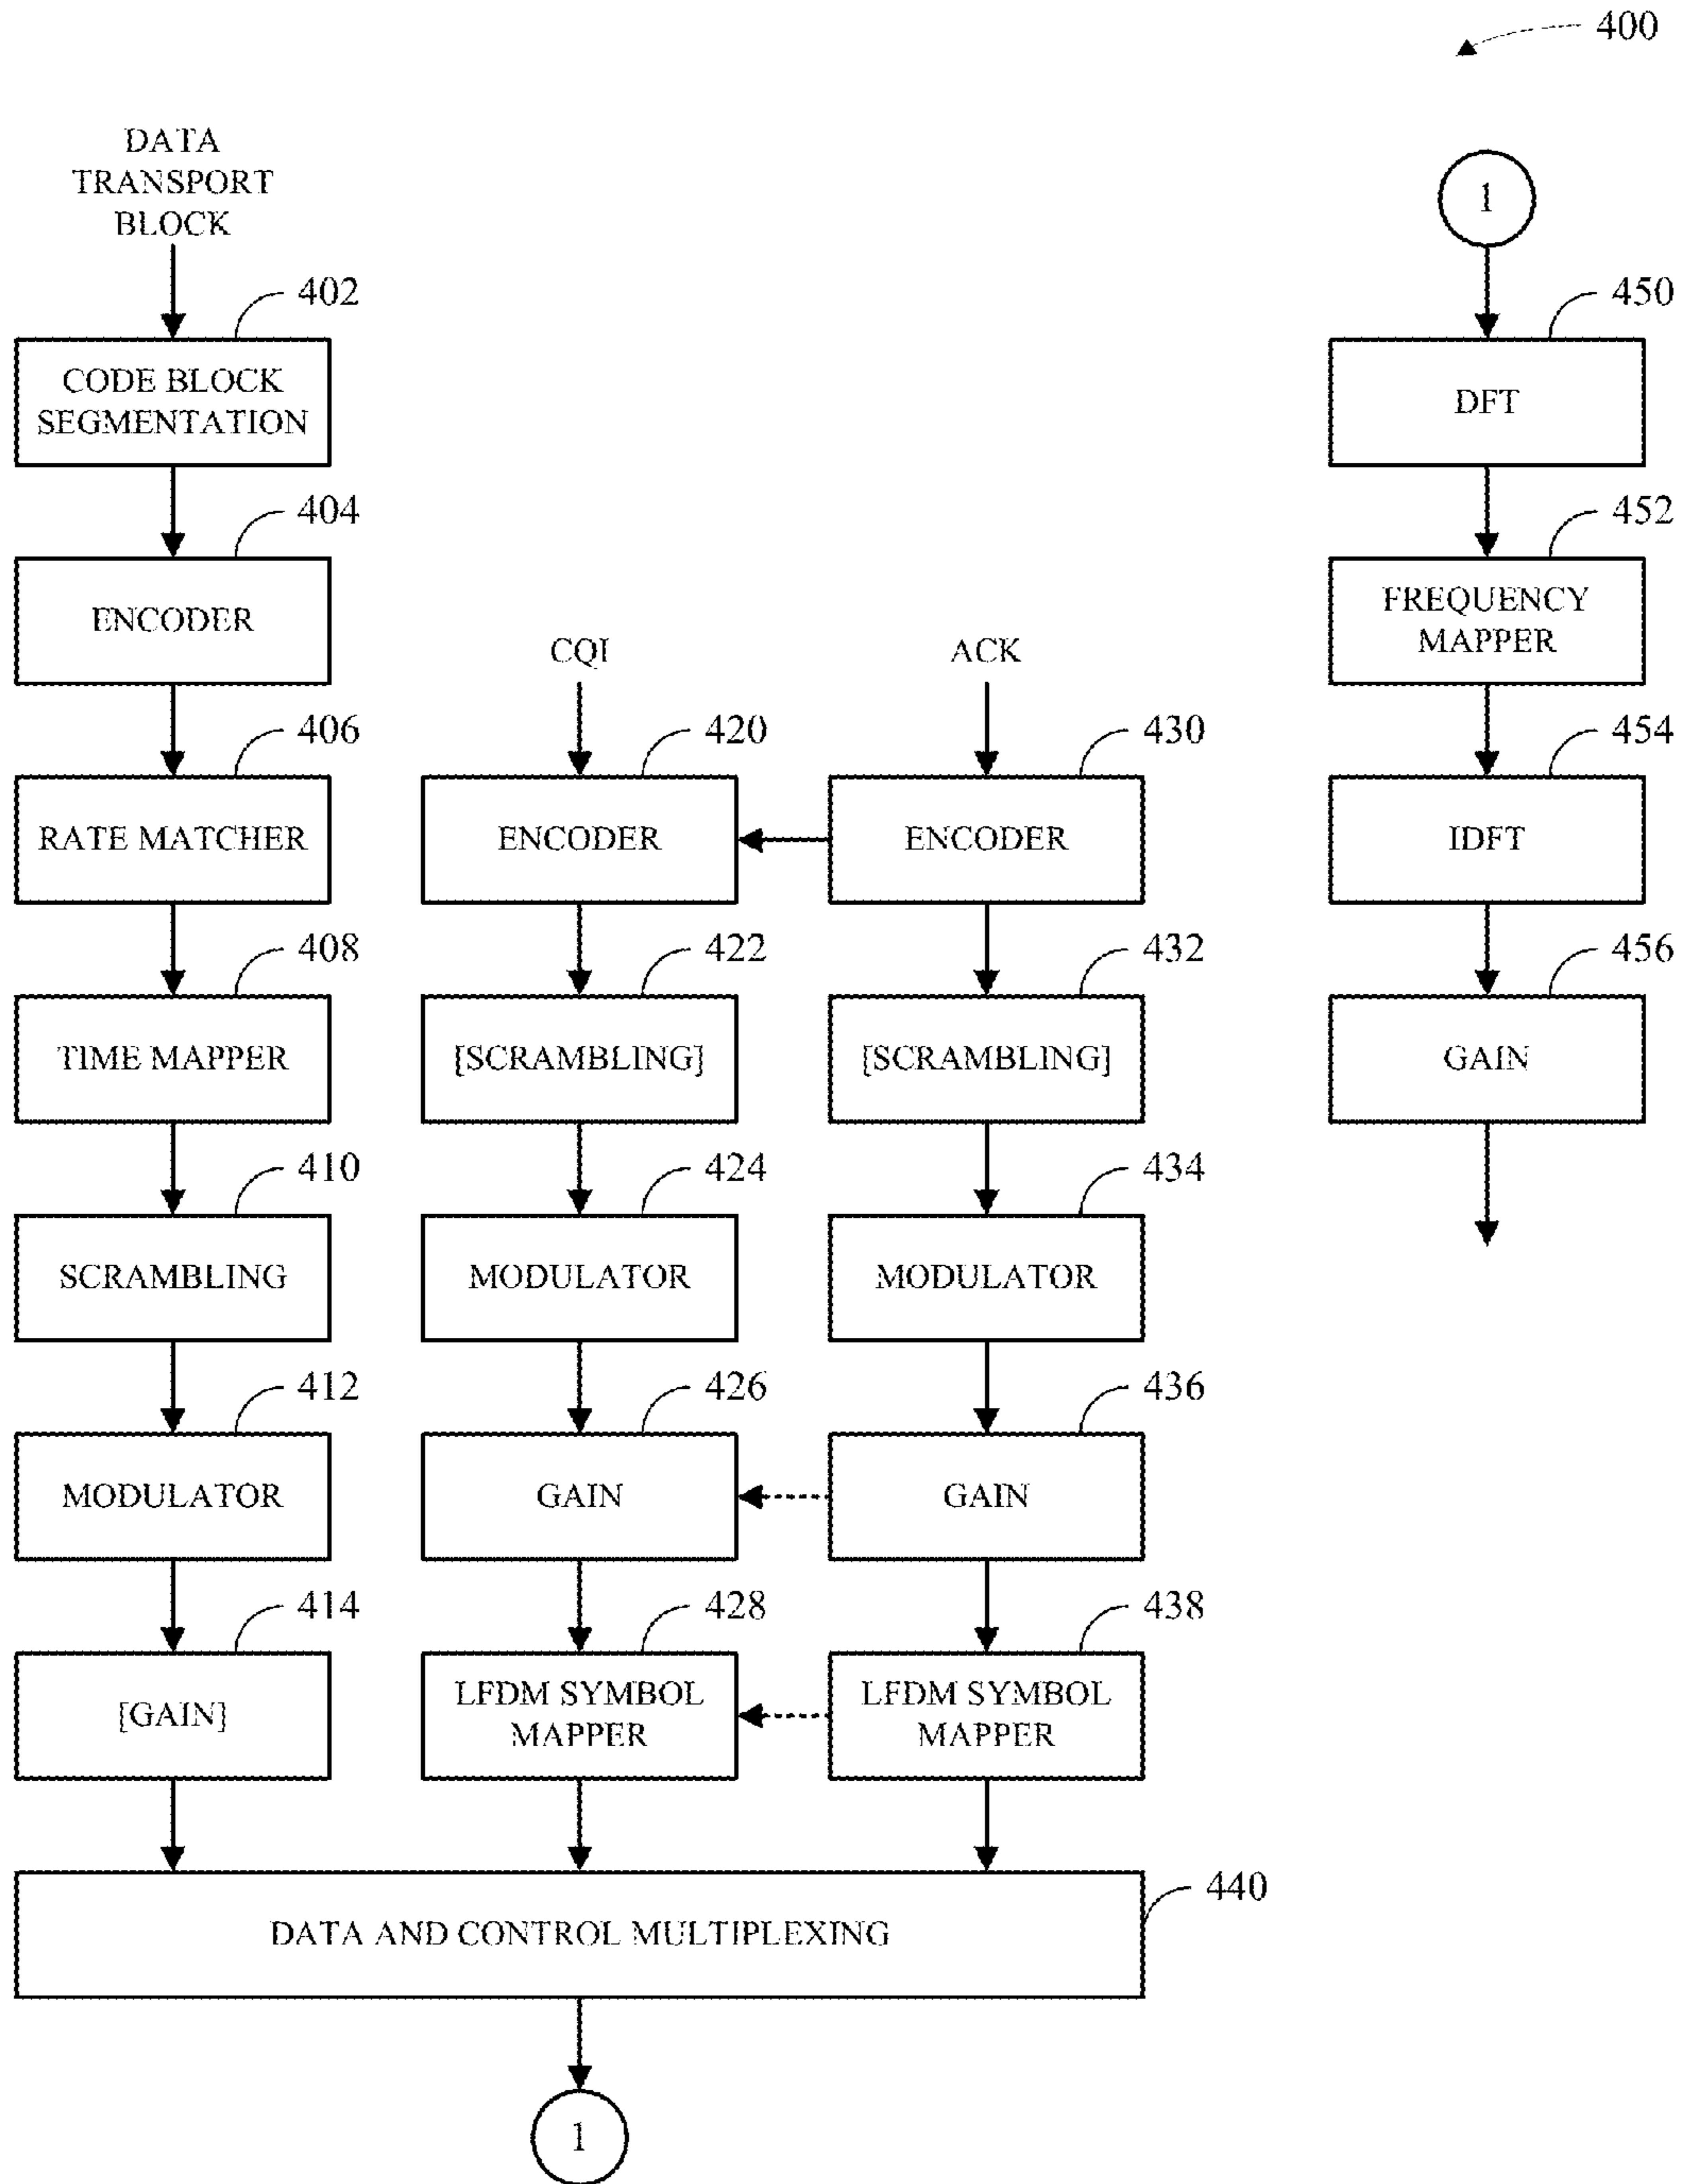 400
DATA
TRANSPORT
BLOCK
402
CODE BLOCK
SEGMENTATION
404
ENCODER
406
RATE MATCHER
408
TIME MAPPER
410
SCRAMBLING
412
MODULATOR
414
[GAIN]
CQI
420
ENCODER
422
[SCRAMBLING]
424
MODULATOR
426
GAIN
428
LFDM SYMBOL
MAPPER
ACK
430
ENCODER
432
[SCRAMBLING]
434
MODULATOR
436
GAIN
438
LFDM SYMBOL
MAPPER
440
DATA AND CONTROL MULTIPLEXING
1
1
450
DFT
452
FREQUENCY
MAPPER
454
IDFT
456
GAIN